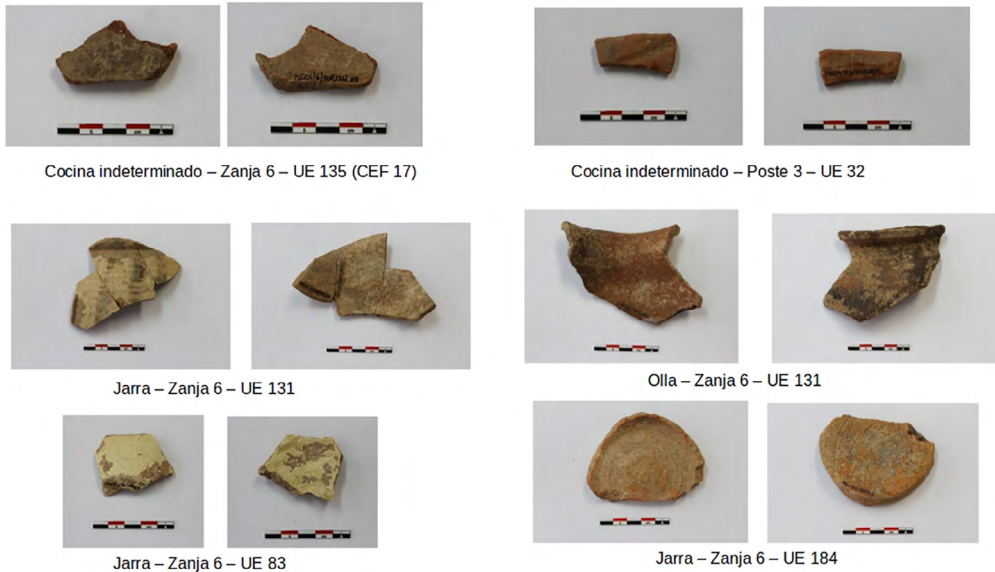 Cocina indeterminado – Zanja 6 – UE 135 (CEF 17)
Cocina indeterminado – Poste 3 – UE 32
Jarra – Zanja 6 – UE 131
Olla – Zanja 6 – UE 131
Jarra – Zanja 6 – UE 83
Jarra – Zanja 6 – UE 184